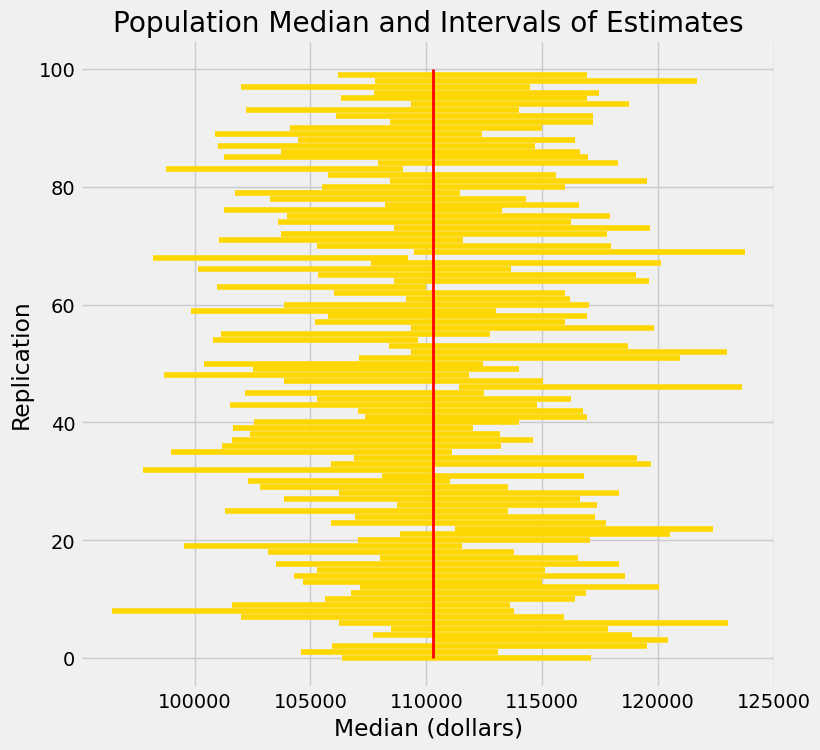 Population Median and Intervals of Estimates
100
80
60
40
20
0
Replication
100000 105000 110000 115000 120000 125000
Median (dollars)